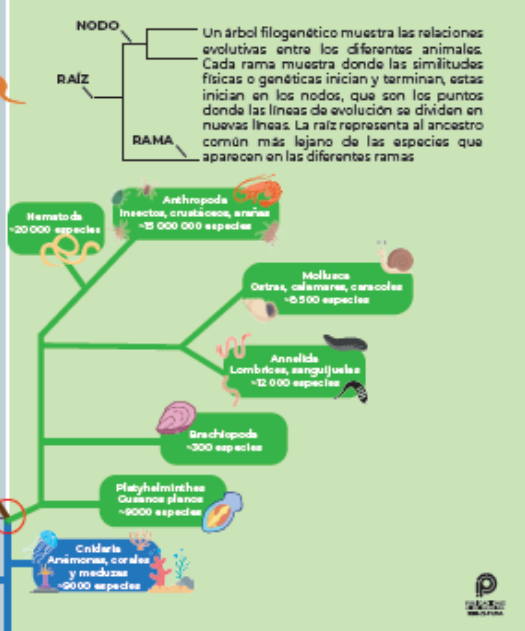 NODO
RAÍZ
RAMA
Un árbol filogenético muestra las relaciones
evolutivas entre los diferentes animales.
Cada rama muestra donde las similitudes
físicas o genéticas inician y terminan, estas
inician en los nodos, que son los puntos
donde las líneas de evolución se dividen en
nuevas líneas. La raíz representa al ancestro
común más lejano de las especies que
aparecen en las diferentes ramas
Nematoda
~20 000 especies
Anthropoda
Insectos, crustáceos, arañas
~15 000 000 especies
Mollusca
Ostras, calamares, caracoles
~8 500 especies
Annelida
Lombrices, sanguijuelas
~12 000 especies
Brachiopoda
~300 especies
Platyhelminthes
Gusanos planos
~9000 especies
Cnidaria
Anémonas, corales
y medusas
~9000 especies